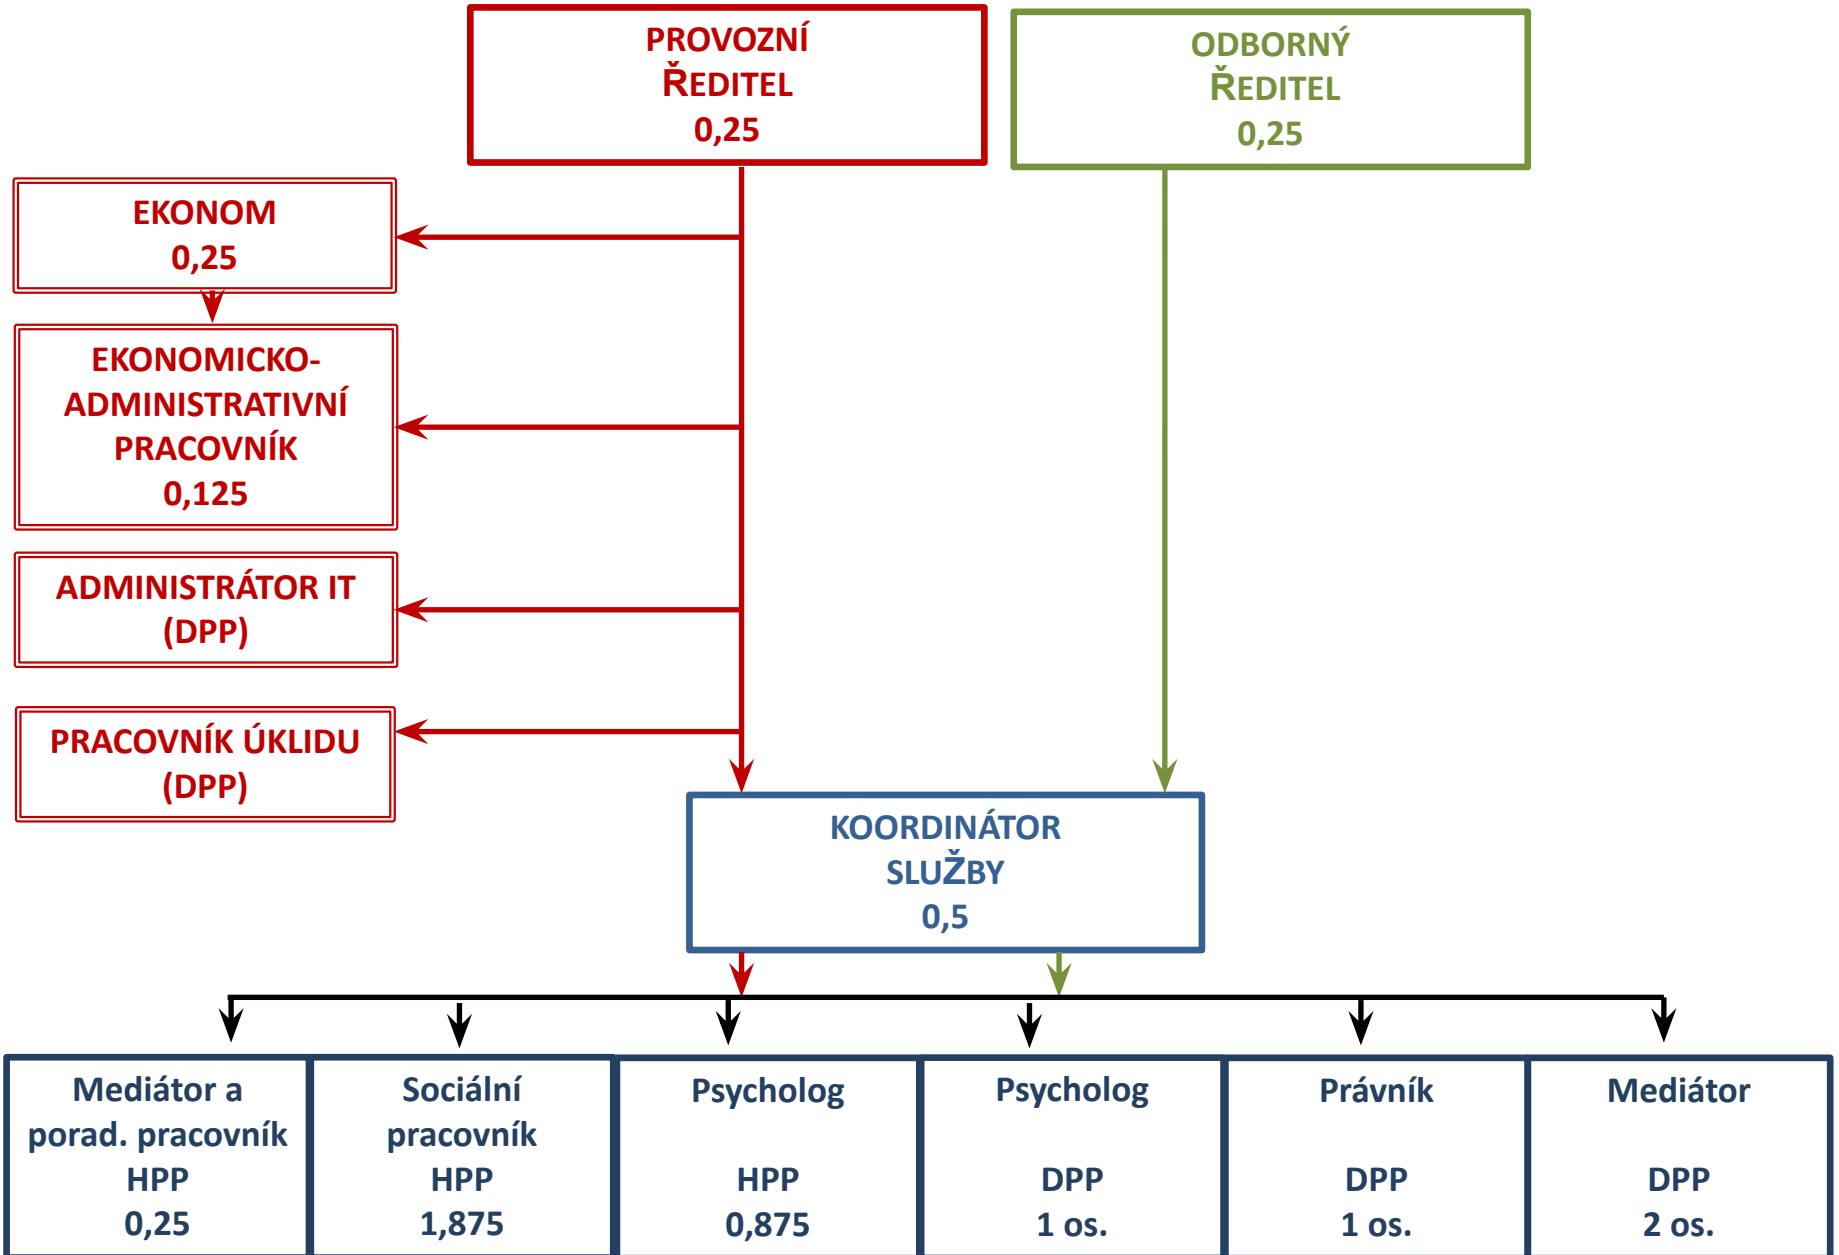 PROVOZNÍ
ŘEDITEL
0,25
ODBORNÝ
ŘEDITEL
0,25
EKONOM
0,25
EKONOMICKO-
ADMINISTRATIVNÍ
PRACOVNÍK
0,125
ADMINISTRÁTOR IT
(DPP)
PRACOVNÍK ÚKLIDU
(DPP)
KOORDINÁTOR
SLUŽBY
0,5
Mediátor a
porad. pracovník
HPP
0,25
Sociální
pracovník
HPP
1,875
Psycholog
HPP
0,875
Psycholog
DPP
1 os.
Právník
DPP
1 os.
Mediátor
DPP
2 os.